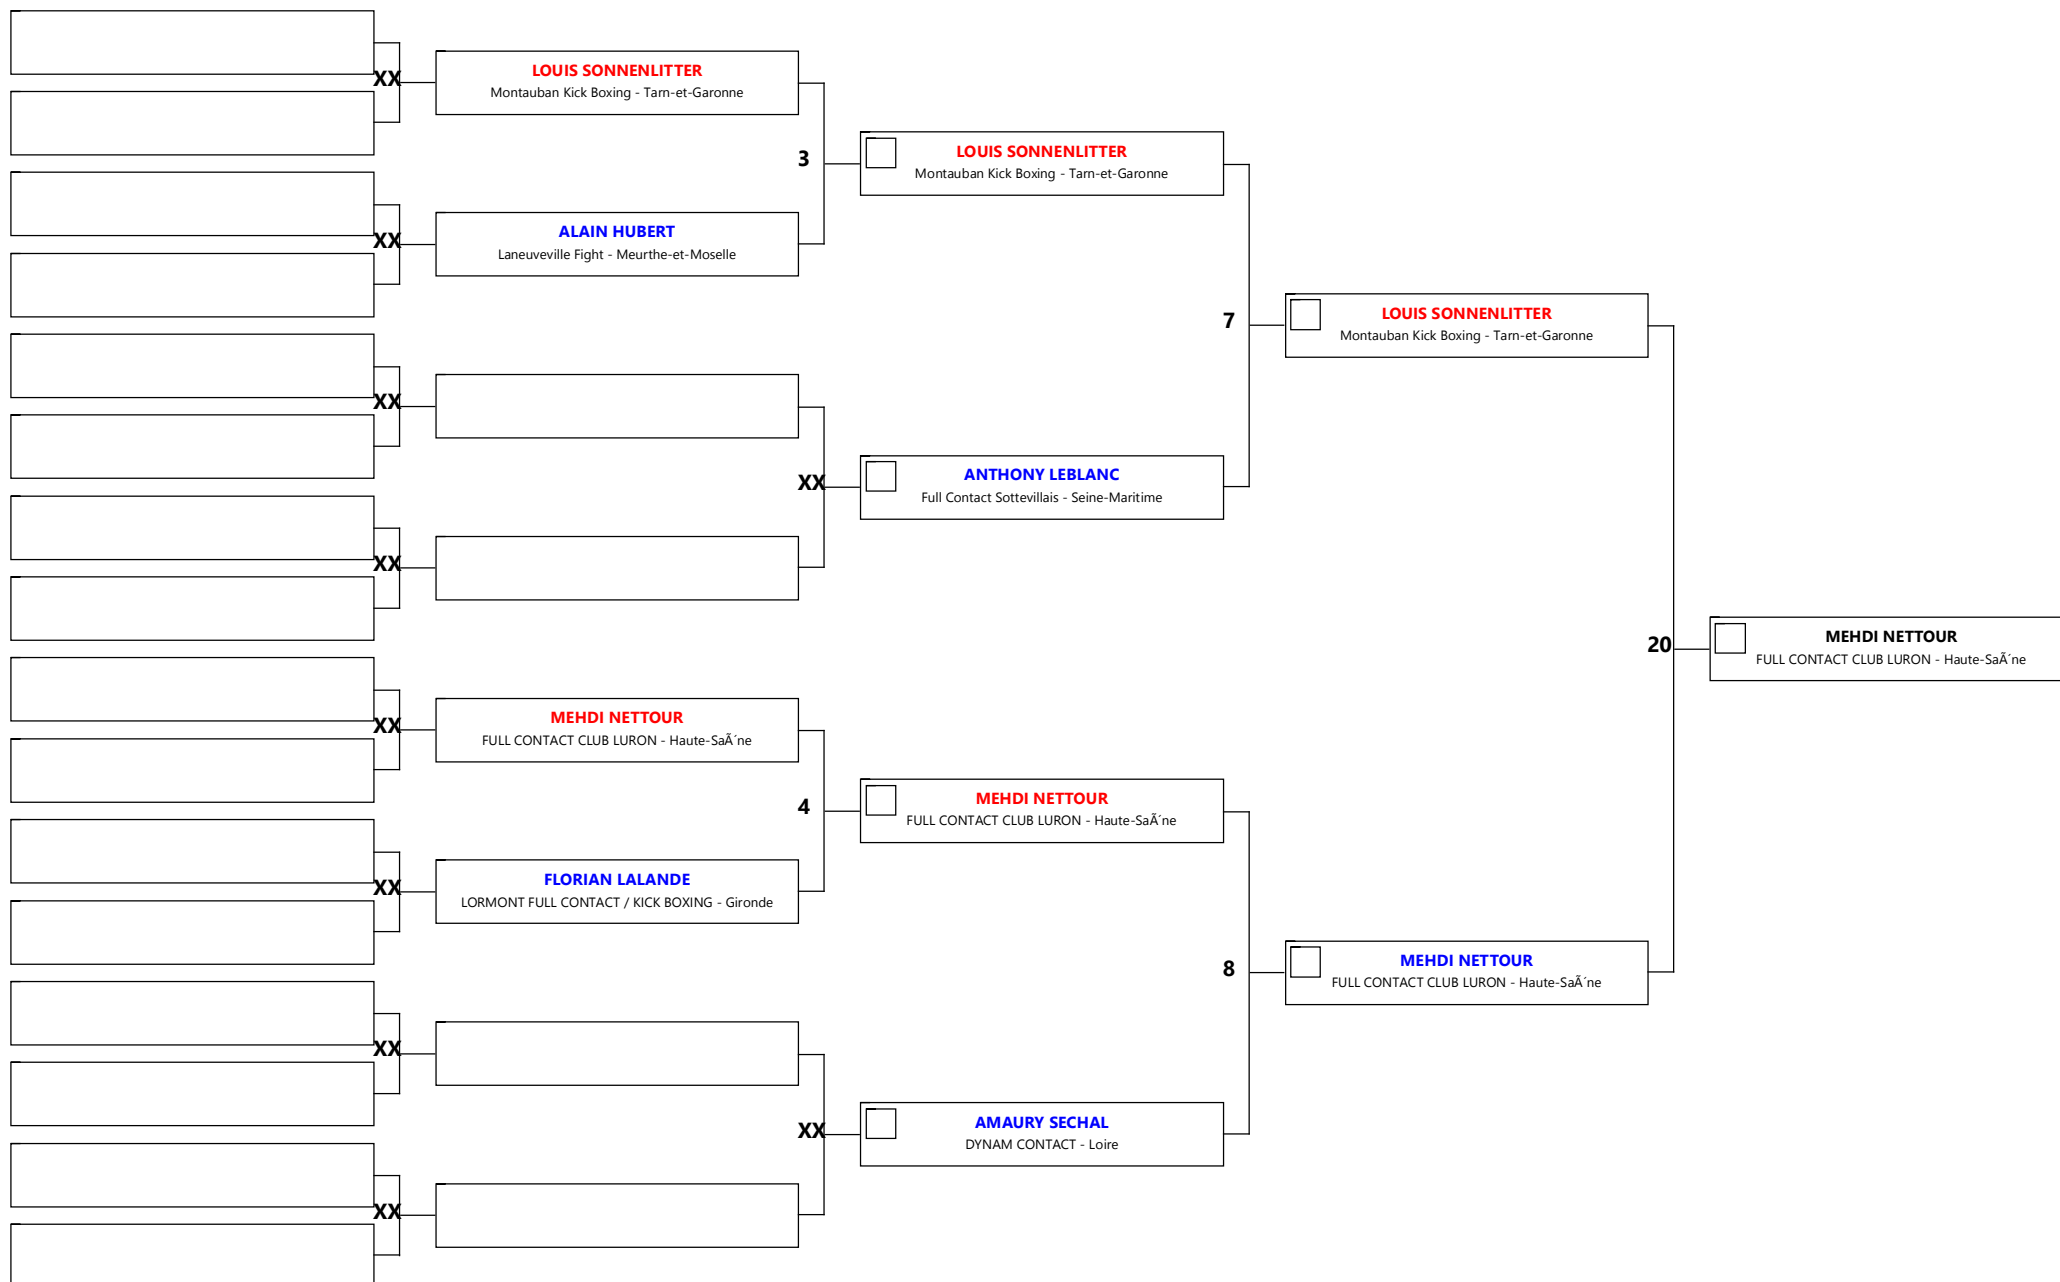 XX
LOUIS SONNENLITTER
Montauban Kick Boxing - Tarn-et-Garonne
3
LOUIS SONNENLITTER
Montauban Kick Boxing - Tarn-et-Garonne
XX
ALAIN HUBERT
Laneuveville Fight - Meurthe-et-Moselle
7
LOUIS SONNENLITTER
Montauban Kick Boxing - Tarn-et-Garonne
XX
XX
ANTHONY LEBLANC
Full Contact Sottevillais - Seine-Maritime
XX
20
MEHDI NETTOUR
FULL CONTACT CLUB LURON - Haute-SaÃ´ne
XX
MEHDI NETTOUR
FULL CONTACT CLUB LURON - Haute-SaÃ´ne
4
MEHDI NETTOUR
FULL CONTACT CLUB LURON - Haute-SaÃ´ne
XX
FLORIAN LALANDE
LORMONT FULL CONTACT / KICK BOXING - Gironde
8
MEHDI NETTOUR
FULL CONTACT CLUB LURON - Haute-SaÃ´ne
XX
XX
AMAURY SECHAL
DYNAM CONTACT - Loire
XX